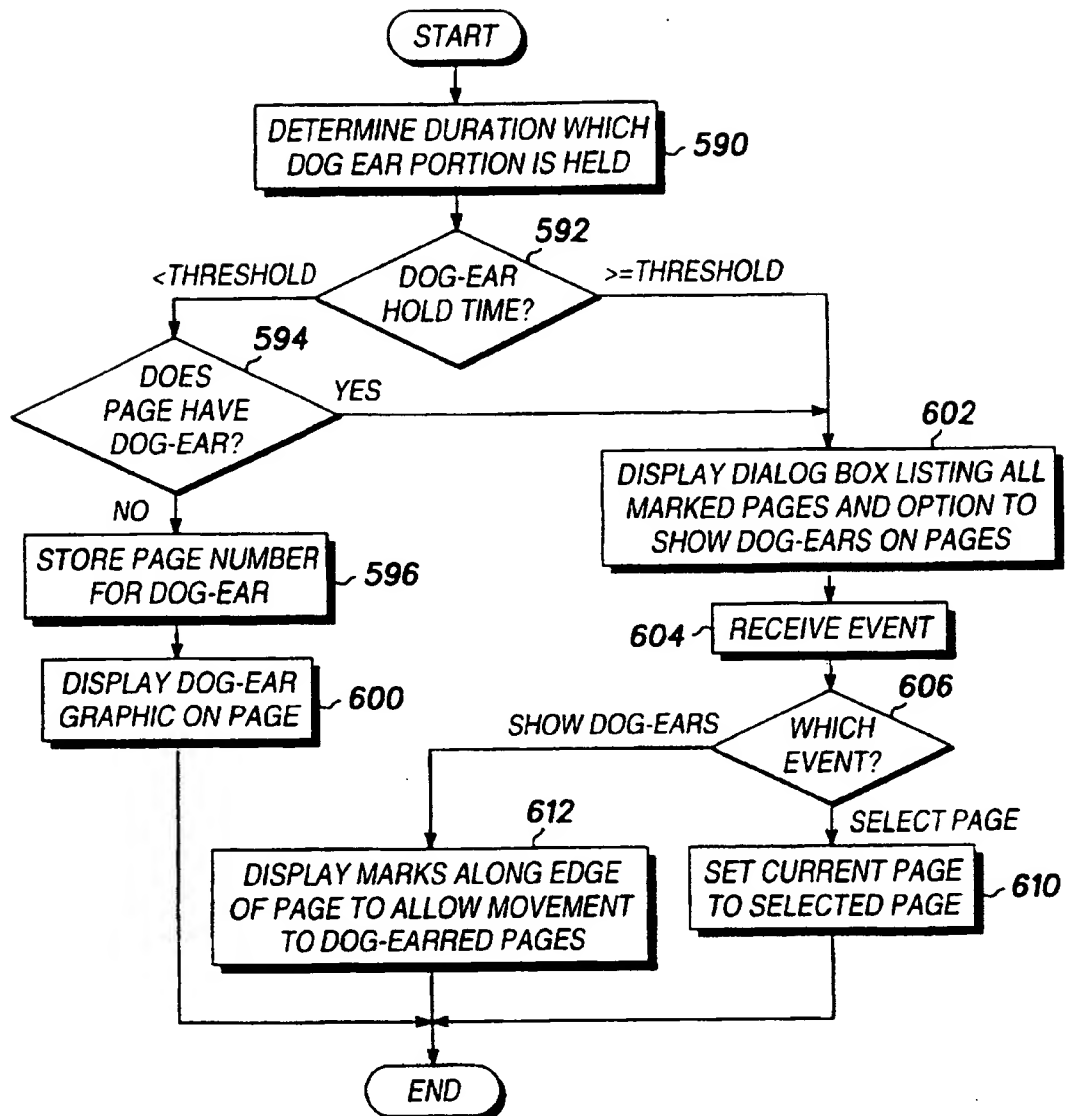 START
DETERMINE DURATION WHICH
DOG EAR PORTION IS HELD
590
592
<THRESHOLD
DOG-EAR
HOLD TIME?
>=THRESHOLD
594
DOES
PAGE HAVE
DOG-EAR?
YES
NO
602
DISPLAY DIALOG BOX LISTING ALL
MARKED PAGES AND OPTION TO
SHOW DOG-EARS ON PAGES
STORE PAGE NUMBER
FOR DOG-EAR
596
604
RECEIVE EVENT
DISPLAY DOG-EAR
GRAPHIC ON PAGE
600
606
SHOW DOG-EARS
WHICH
EVENT?
SELECT PAGE
612
DISPLAY MARKS ALONG EDGE
OF PAGE TO ALLOW MOVEMENT
TO DOG-EARRED PAGES
SET CURRENT PAGE
TO SELECTED PAGE
610
END